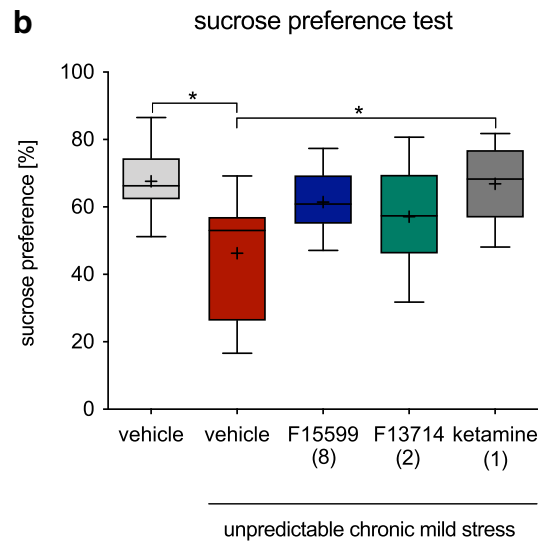 b
sucrose preference test
sucrose preference [%]
100
80
60
40
20
0
*
*
vehicle
vehicle
F15599
(8)
F13714
(2)
ketamine
(1)
unpredictable chronic mild stress